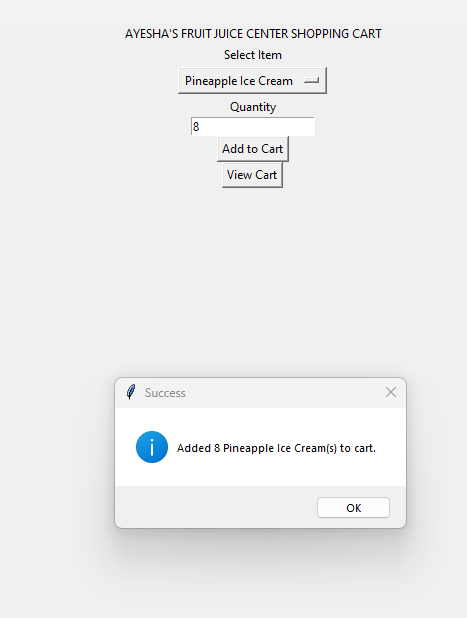 AYESHA'S FRUIT JUICE CENTER SHOPPING CART
Select Item
Pineapple Ice Cream
Quantity
8
Add to Cart
View Cart
Success
Added 8 Pineapple Ice Cream(s) to cart.
OK